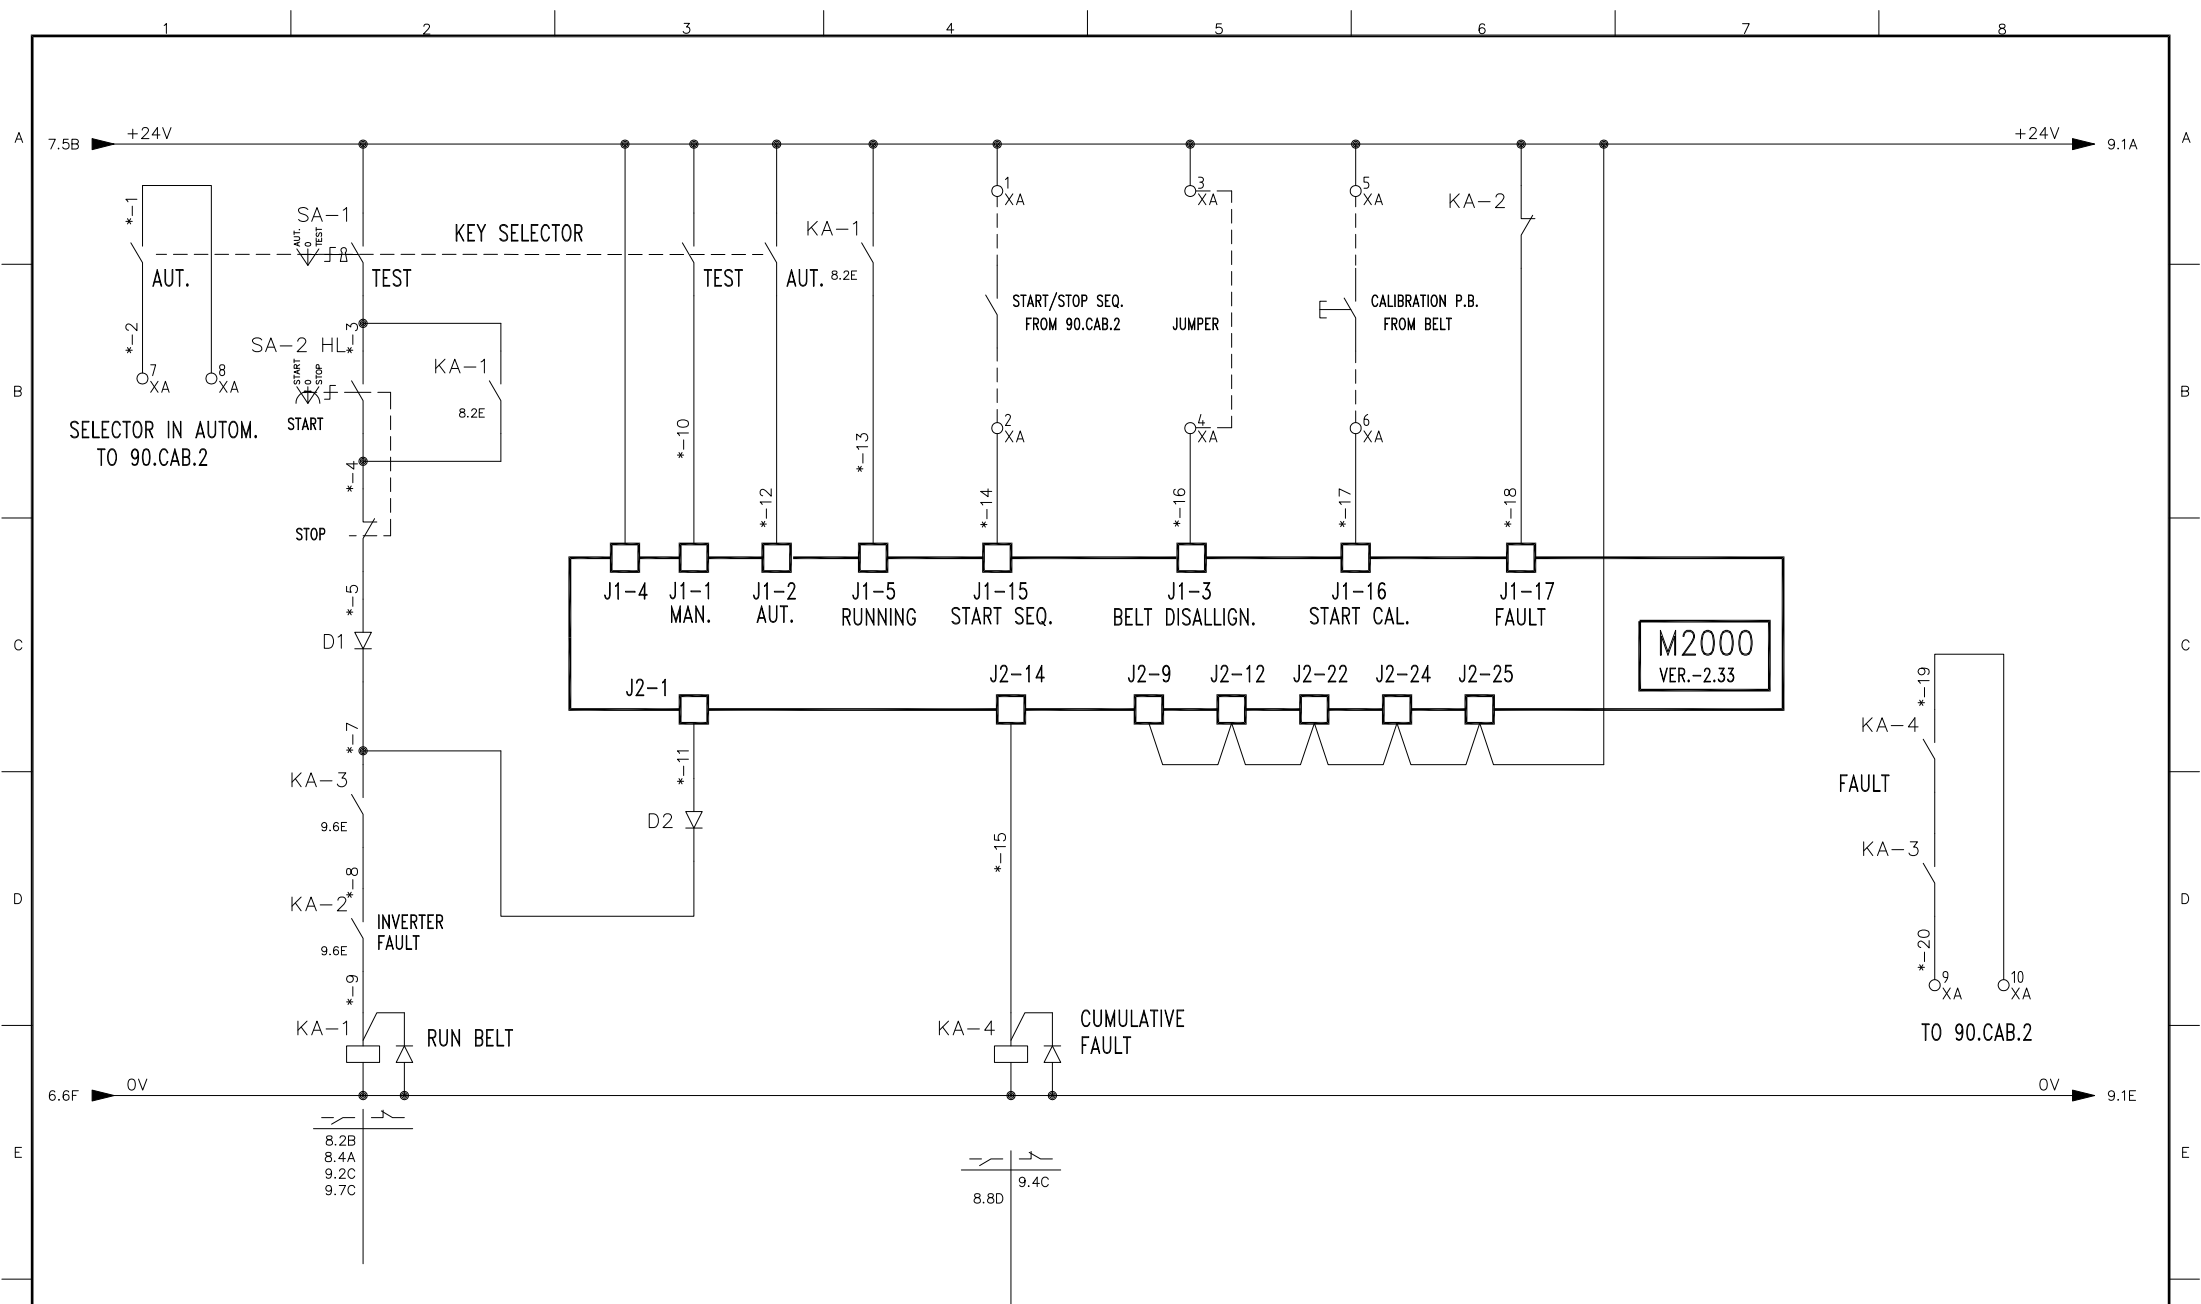 1 2 3 4 5 6 7 8
A
7.5B
+24V
+24V
9.1A
A
*-1
SA-1
AUT.
0
TEST
KEY SELECTOR
KA-1
8.2E
1
XA
3
XA
5
XA
KA-2
AUT.
TEST
TEST
AUT.
*-2
*-3
START/STOP SEQ.
FROM 90.CAB.2
JUMPER
CALIBRATION P.B.
FROM BELT
SA-2 HL
START
0
STOP
KA-1
8.2E
7
XA
8
XA
B
B
START
SELECTOR IN AUTOM.
TO 90.CAB.2
2
XA
4
XA
6
XA
*-4
*-10
*-12
*-13
*-14
*-16
*-17
*-18
STOP
*-5
J1-4
J1-1
MAN.
J1-2
AUT.
J1-5
RUNNING
J1-15
START SEQ.
J1-3
BELT DISALLIGN.
J1-16
START CAL.
J1-17
FAULT
D1
C
C
M2000
VER.-2.33
J2-1
J2-14
J2-9
J2-12
J2-22
J2-24
J2-25
*-7
*-11
*-19
KA-4
KA-3
9.6E
FAULT
D2
*-15
KA-3
*-8
KA-2
9.6E
INVERTER
FAULT
D
D
*-20
*-9
9
XA
10
XA
KA-1
RUN BELT
KA-4
CUMULATIVE
FAULT
TO 90.CAB.2
6.6F
0V
0V
9.1E
E
E
8.2B
8.4A
9.2C
9.7C
8.8D
9.4C